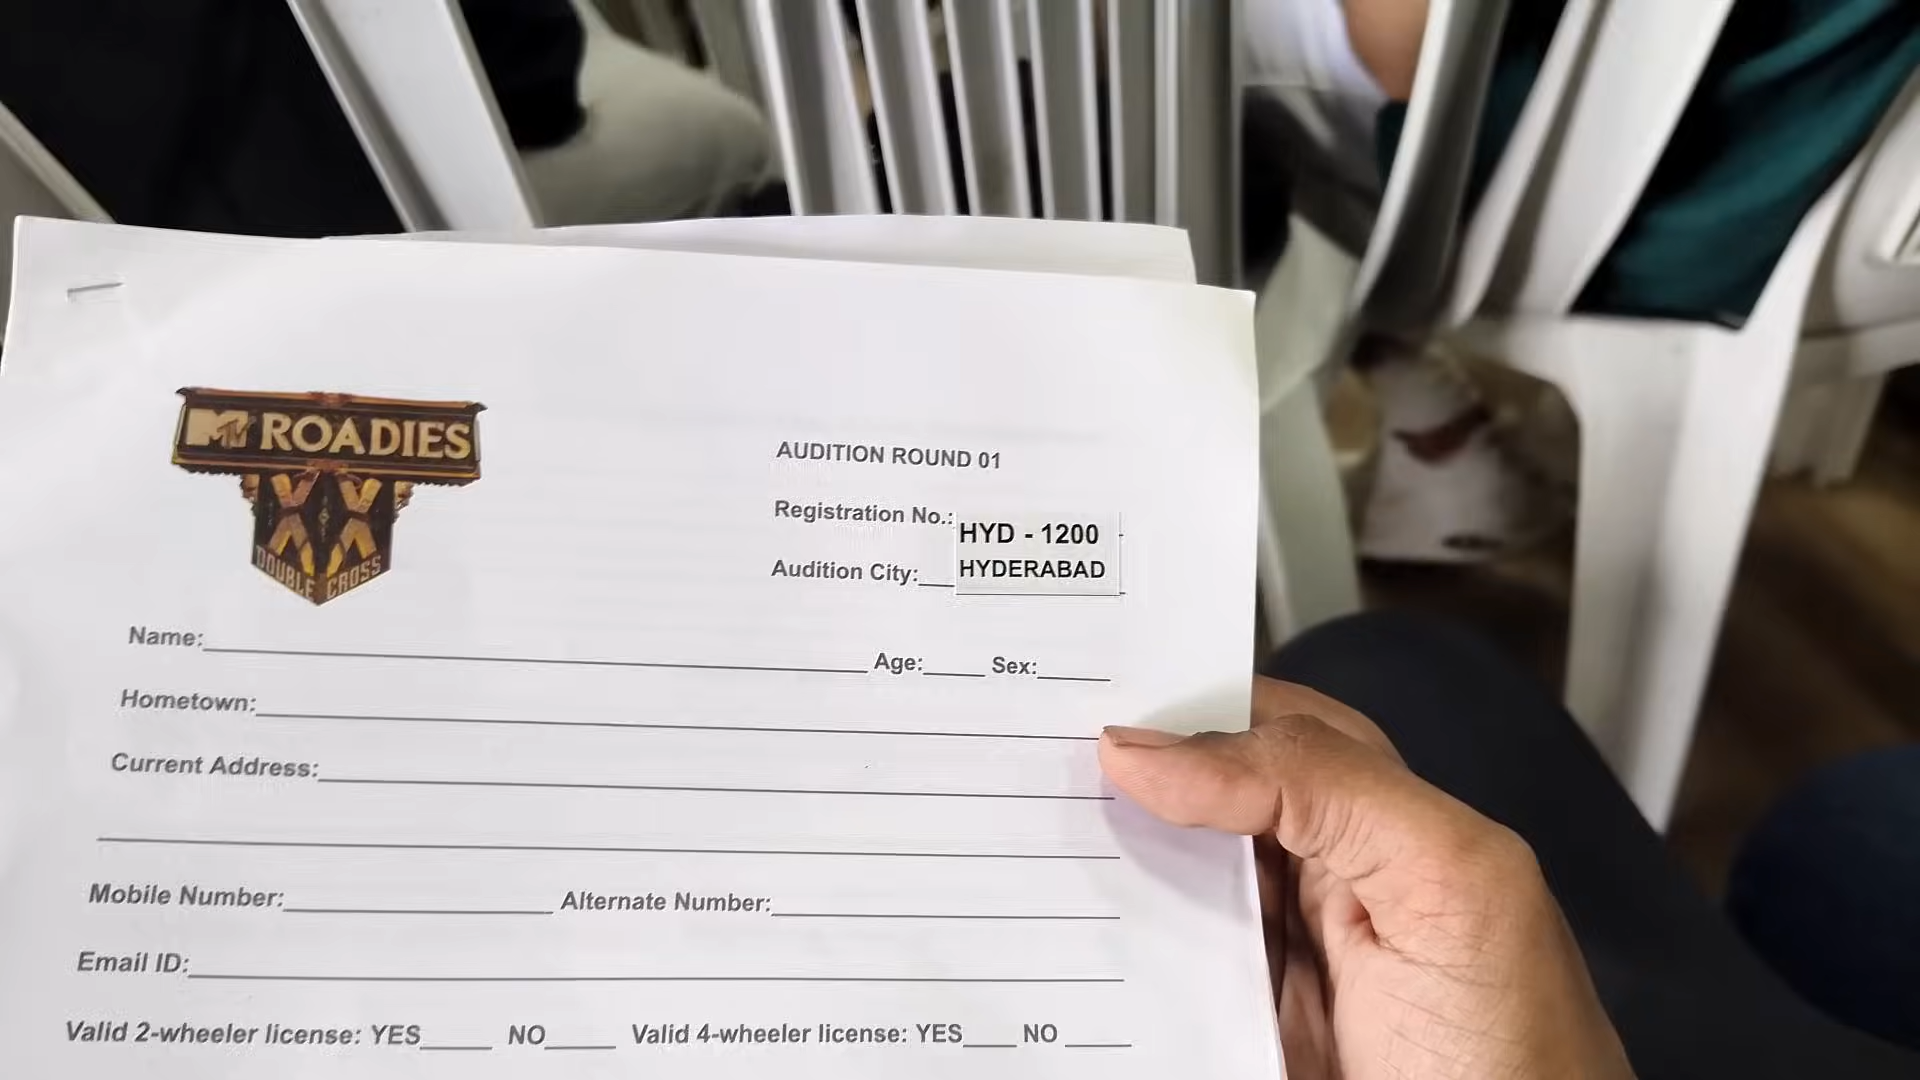 MTV ROADIES
XX
DOUBLE CROSS
AUDITION ROUND 01
Registration No.: HYD - 1200
Audition City: HYDERABAD
Name: Age: Sex:
Hometown:
Current Address:
Mobile Number: Alternate Number:
Email ID:
Valid 2-wheeler license: YES NO Valid 4-wheeler license: YES NO